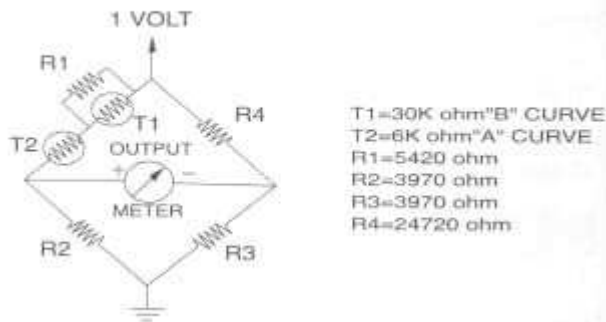 1 VOLT
R1
R4
T1
T2
OUTPUT
+ −
METER
R2
R3
T1=30K ohm"B" CURVE
T2=6K ohm"A" CURVE
R1=5420 ohm
R2=3970 ohm
R3=3970 ohm
R4=24720 ohm